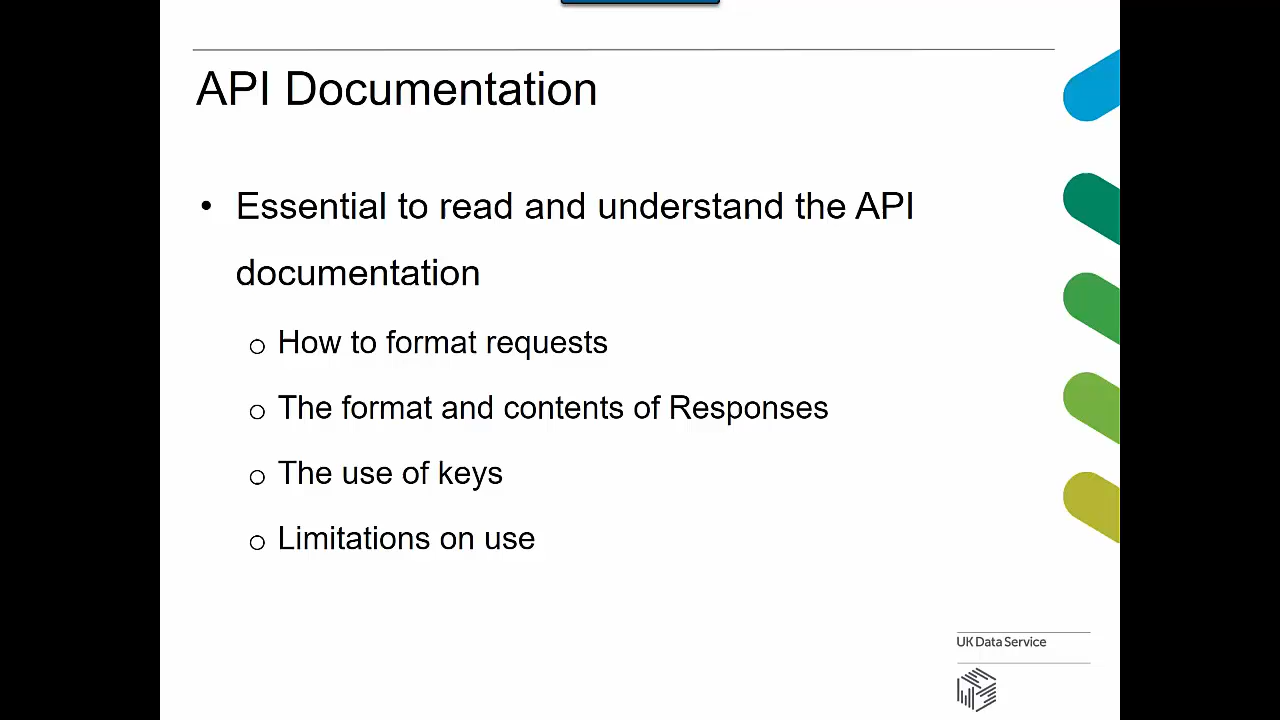 API Documentation
• Essential to read and understand the API
documentation
o How to format requests
o The format and contents of Responses
o The use of keys
o Limitations on use
UK Data Service